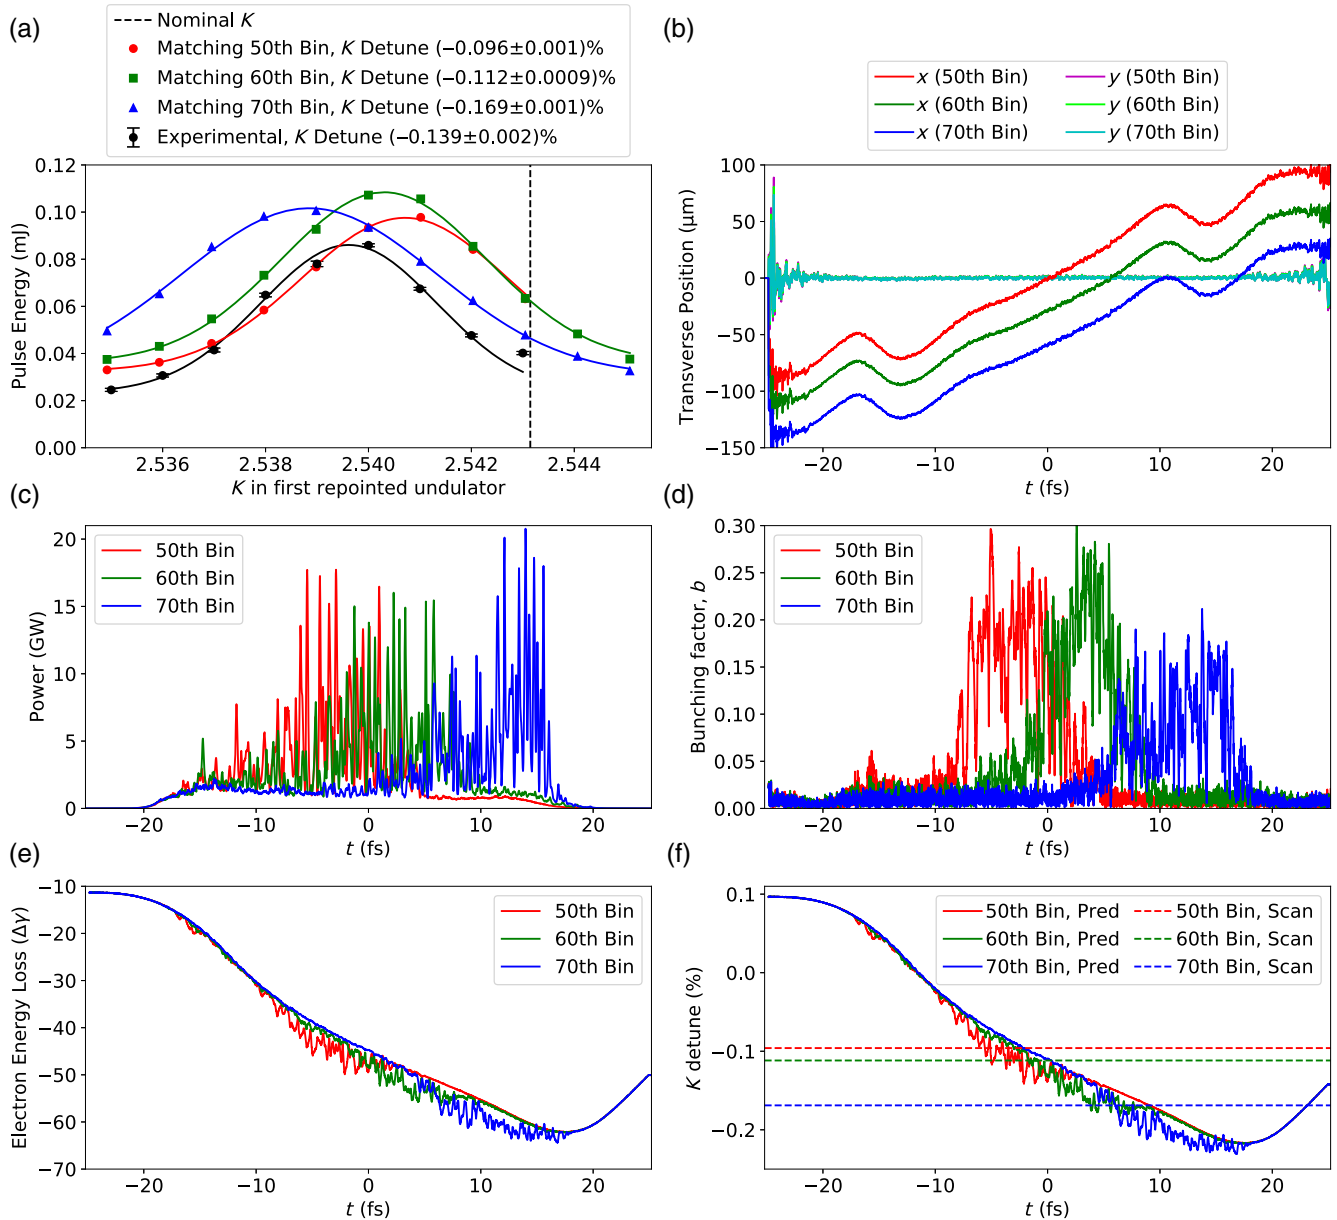 (a)
Nominal K
Matching 50th Bin, K Detune (−0.096±0.001)%
Matching 60th Bin, K Detune (−0.112±0.0009)%
Matching 70th Bin, K Detune (−0.169±0.001)%
Experimental, K Detune (−0.139±0.002)%
0.12
0.10
0.08
0.06
0.04
0.02
0.00
Pulse Energy (mJ)
2.536 2.538 2.540 2.542 2.544
K in first repointed undulator
(b)
x (50th Bin) y (50th Bin)
x (60th Bin) y (60th Bin)
x (70th Bin) y (70th Bin)
100
50
0
−50
−100
−150
Transverse Position (μm)
−20 −10 0 10 20
t (fs)
(c)
50th Bin
60th Bin
70th Bin
20
15
10
5
0
Power (GW)
−20 −10 0 10 20
t (fs)
(d)
50th Bin
60th Bin
70th Bin
0.30
0.25
0.20
0.15
0.10
0.05
0.00
Bunching factor, b
−20 −10 0 10 20
t (fs)
(e)
50th Bin
60th Bin
70th Bin
−10
−20
−30
−40
−50
−60
−70
Electron Energy Loss (Δγ)
−20 −10 0 10 20
t (fs)
(f)
50th Bin, Pred 50th Bin, Scan
60th Bin, Pred 60th Bin, Scan
70th Bin, Pred 70th Bin, Scan
0.1
0.0
−0.1
−0.2
K detune (%)
−20 −10 0 10 20
t (fs)